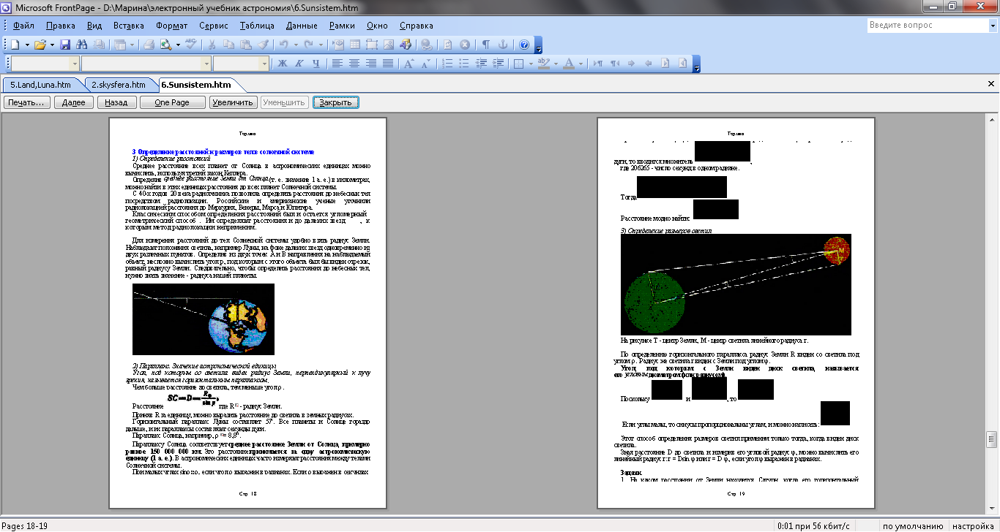 Microsoft FrontPage - D:\Марина\электронный учебник астрономия\6.Sunsistem.htm
Файл Правка Вид Вставка Формат Сервис Таблица Данные Рамки Окно Справка
Введите вопрос
Ж К Ч
5.Land,Luna.htm 2.skysfera.htm 6.Sunsistem.htm
Печать... Далее Назад One Page Увеличить Уменьшить Закрыть
3 Определение расстояний и размеров тел в солнечной системе
1) Определение расстояний
Среднее расстояние всех планет от Солнца в астрономических единицах можно
вычислить, используя третий закон Кеплера.
Определив среднее расстояние Земли от Солнца (т. е. значение 1 а. е.) в километрах,
можно найти в этих единицах расстояния до всех планет Солнечной системы.
С 40-х годов 20 века радиотехника позволила определять расстояния до небесных тел
посредством радиолокации. Российские и американские ученые уточнили
радиолокацией расстояния до Меркурия, Венеры, Марса и Юпитера.
Классическим способом определения расстояний был и остается угломерный
геометрический способ . Им определяют расстояния и до далеких звезд , к
которым метод радиолокации неприменим.
Для измерения расстояний до тел Солнечной системы удобно взять радиус Земли.
Наблюдают положения светила, например Луны, на фоне далеких звезд одновременно из
двух различных пунктов. Определив из двух точек А и В направления на наблюдаемый
объект, несложно вычислить угол p, под которым с этого объекта был бы виден отрезок,
равный радиусу Земли. Следовательно, чтобы определить расстояния до небесных тел,
нужно знать значение - радиуса нашей планеты.
2) Параллакс. Значение астрономической единицы
Угол, под которым со светила виден радиус Земли, перпендикулярный к лучу
зрения, называется горизонтальным параллаксом.
Чем больше расстояние до светила, тем меньше угол ρ .
Расстояние SC=D= R⊕/sin p, где R - радиус Земли.
Приняв R за единицу, можно выразить расстояние до светила в земных радиусах.
Горизонтальный параллакс Луны составляет 57'. Все планеты и Солнце гораздо
дальше, и их параллаксы составляют секунды дуги.
Параллакс Солнца, например, ρ = 8,8".
Параллаксу Солнца соответствует среднее расстояние Земли от Солнца, примерно
равное 150 000 000 км. Это расстояние принимается за одну астрономическую
единицу (1 а. е.). В астрономических единицах часто измеряют расстояния между телами
Солнечной системы.
При малых углах sinρ≈ρ, если угол ρ выражен в радианах. Если ρ выражен в секундах
Стр. 18
дуги, то вводится множитель ,
где 206265 - число секунд в одном радиане.
Тогда
Расстояние модно найти:
3) Определение размеров светил
На рисунке Т - центр Земли, М - центр светила линейного радиуса r.
По определению горизонтального параллакса радиус Земли R виден со светила под
углом ρ. Радиус же светила r виден с Земли под углом φ.
Угол, под которым с Земли виден диск светила, называется
его угловым диаметром (или радиусом).
Поскольку и , то
Если углы малы, то синусы пропорциональны углам, и можно написать:
Этот способ определения размеров светил применим только тогда, когда виден диск
светила.
Зная расстояние D до светила и измерив его угловой радиус φ, можно вычислить его
линейный радиус r: r = Dsin φ или r = D φ, если угол φ выражен в радианах.
Задачи.
1. На каком расстоянии от Земли находится Сатурн, когда его горизонтальный
Стр. 19
Pages 18-19 0:01 при 56 кбит/с по умолчанию настройка